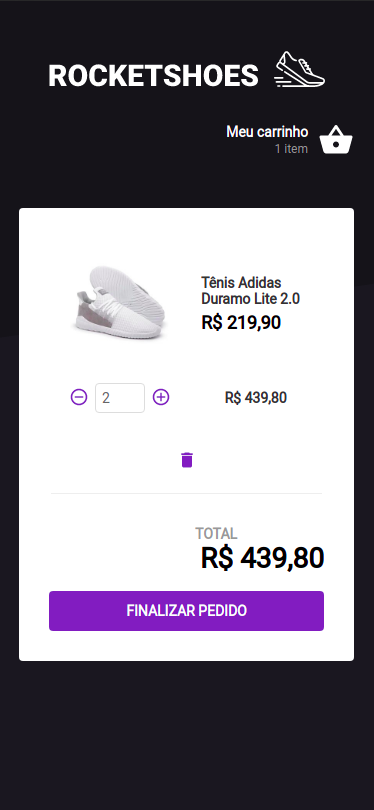 ROCKETSHOES
Meu carrinho
1 item
Tênis Adidas
Duramo Lite 2.0
R$ 219,90
2
R$ 439,80
TOTAL
R$ 439,80
FINALIZAR PEDIDO